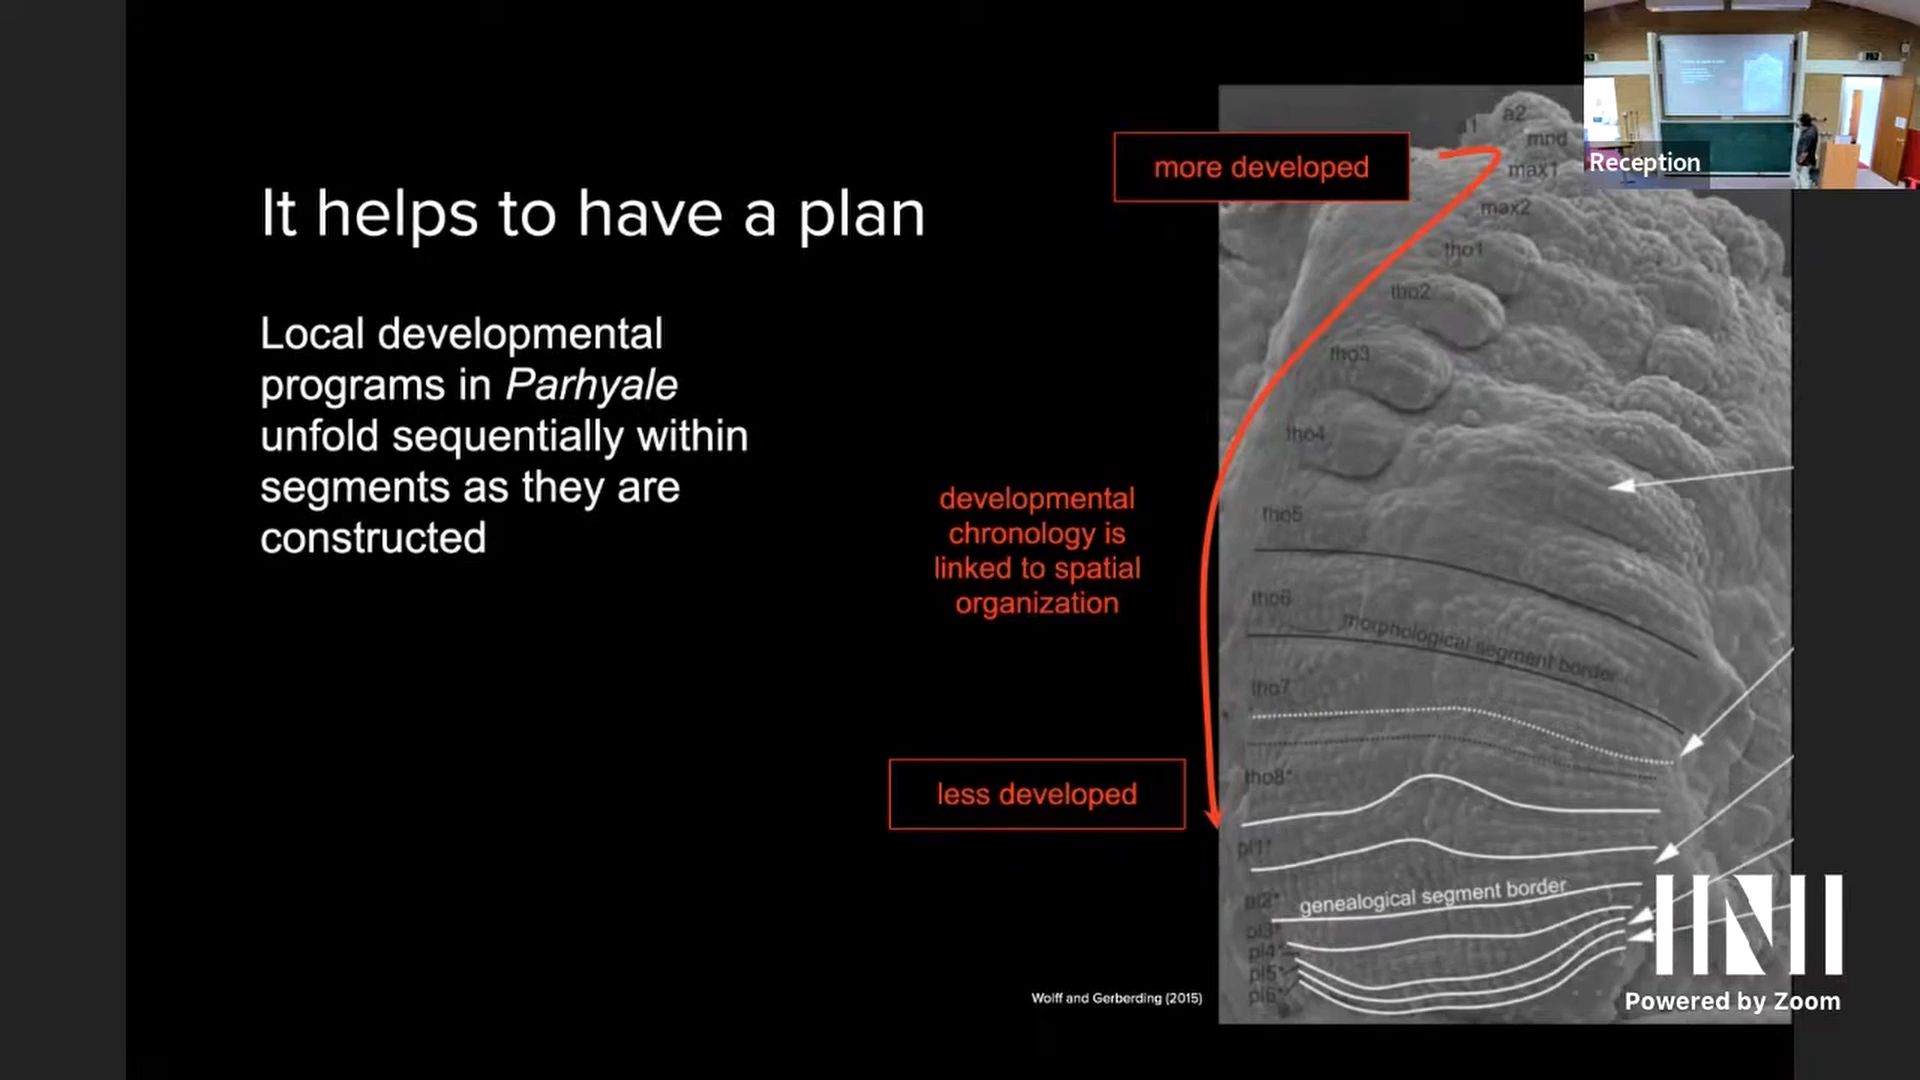 It helps to have a plan
Local developmental
programs in Parhyale
unfold sequentially within
segments as they are
constructed
more developed
developmental
chronology is
linked to spatial
organization
less developed
Wolff and Gerberding (2015)
a1
a2
mnd
max1
max2
tho1
tho2
tho3
tho4
tho5
tho6
morphological segment border
tho7
tho8*
pl1*
pl2*
genealogical segment border
pl3*
pl4*
pl5*
pl6*
Reception
INI
Powered by Zoom